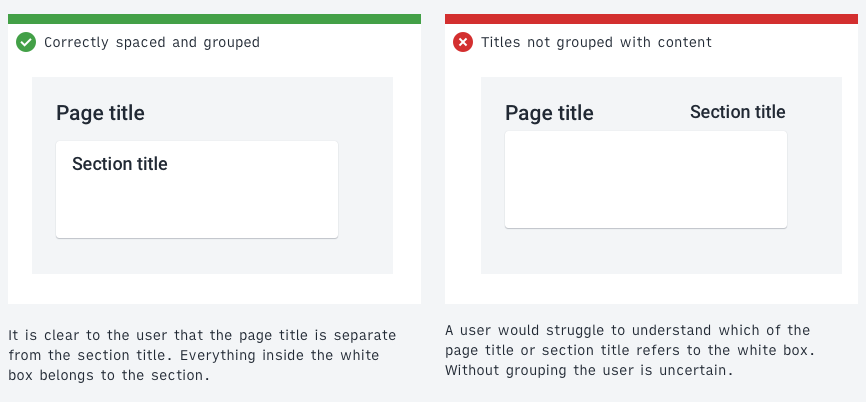 Correctly spaced and grouped
Page title
Section title
It is clear to the user that the page title is separate
from the section title. Everything inside the white
box belongs to the section.
Titles not grouped with content
Page title
Section title
A user would struggle to understand which of the
page title or section title refers to the white box.
Without grouping the user is uncertain.